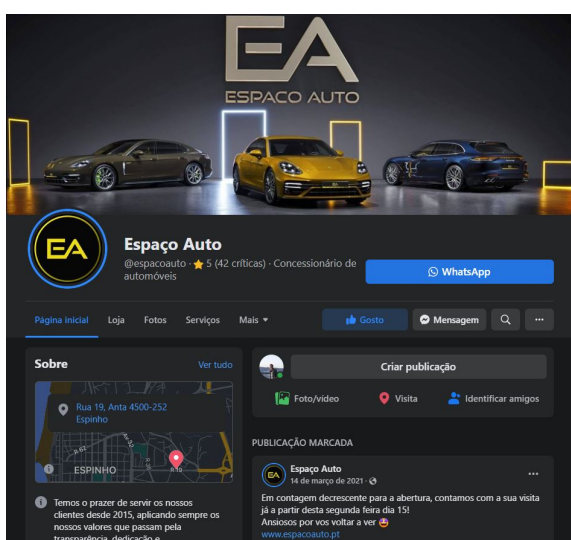 EA
ESPACO AUTO
EA
Espaço Auto
@espacoauto · 5 (42 críticas) · Concessionário de
automóveis
WhatsApp
Página inicial Loja Fotos Serviços Mais
Gosto Mensagem
Sobre Ver tudo
Rua 19, Anta 4500-252
Espinho
R 62
R 20
R 19
ESPINHO
Temos o prazer de servir os nossos
clientes desde 2015, aplicando sempre os
nossos valores que passam pela
transparência, dedicação e
Criar publicação
Foto/vídeo Visita Identificar amigos
PUBLICAÇÃO MARCADA
EA
Espaço Auto
14 de março de 2021 ·
Em contagem decrescente para a abertura, contamos com a sua visita
já a partir desta segunda feira dia 15!
Ansiosos por vos voltar a ver
www.espacoauto.pt